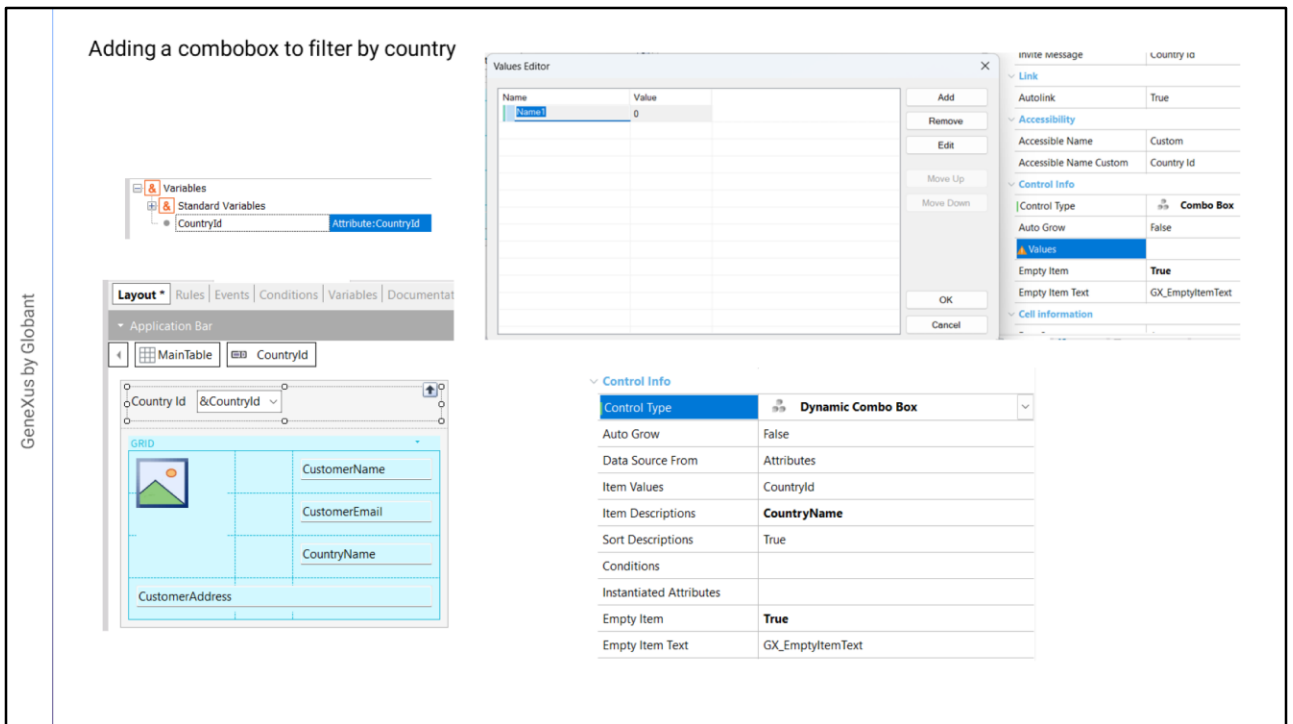 Adding a combobox to filter by country
GeneXus by Globant
Variables
Standard Variables
CountryId Attribute:CountryId
Layout * Rules Events Conditions Variables Documentat
Application Bar
MainTable CountryId
Country Id &CountryId
GRID
CustomerName
CustomerEmail
CountryName
CustomerAddress
Values Editor
Name Value
Name1 0
Add
Remove
Edit
Move Up
Move Down
OK
Cancel
Invite Message Country Id
Link
Autolink True
Accessibility
Accessible Name Custom
Accessible Name Custom Country Id
Control Info
Control Type Combo Box
Auto Grow False
Values
Empty Item True
Empty Item Text GX_EmptyItemText
Cell information
Control Info
Control Type Dynamic Combo Box
Auto Grow False
Data Source From Attributes
Item Values CountryId
Item Descriptions CountryName
Sort Descriptions True
Conditions
Instantiated Attributes
Empty Item True
Empty Item Text GX_EmptyItemText